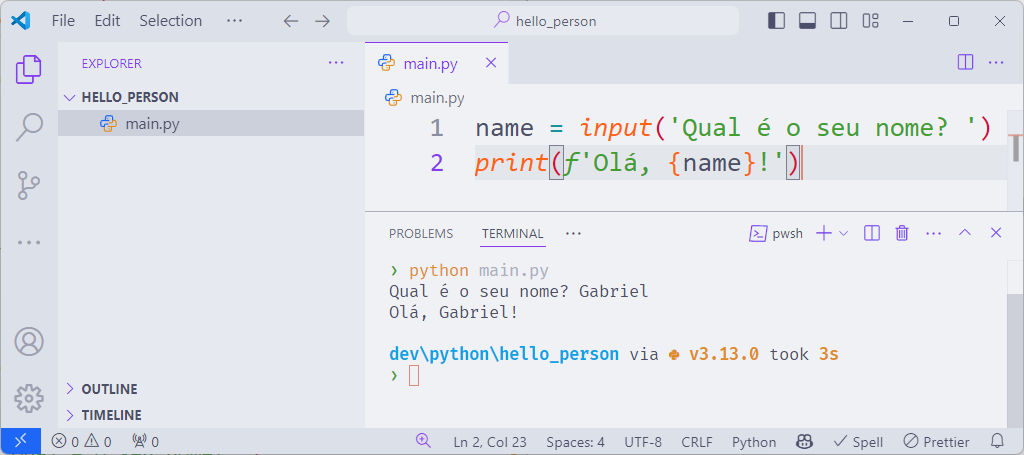 File Edit Selection ··· hello_person
EXPLORER ···
HELLO_PERSON
main.py
OUTLINE
TIMELINE
main.py
main.py
1 name = input('Qual é o seu nome? ')
2 print(f'Olá, {name}!')
PROBLEMS TERMINAL ··· pwsh
❯ python main.py
Qual é o seu nome? Gabriel
Olá, Gabriel!
dev\python\hello_person via v3.13.0 took 3s
❯
0 0 0 Ln 2, Col 23 Spaces: 4 UTF-8 CRLF Python Spell Prettier